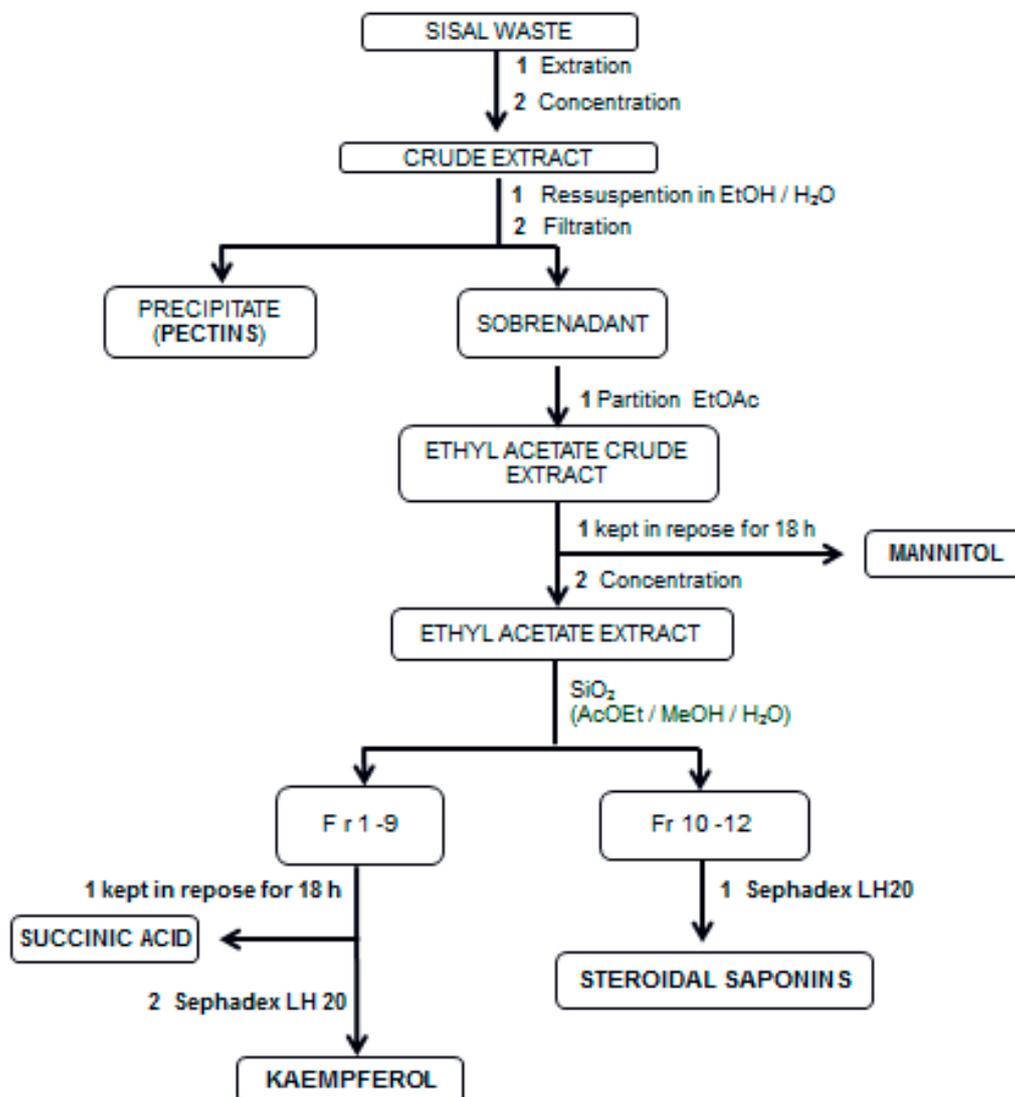 SISAL WASTE
1 Extration
2 Concentration
CRUDE EXTRACT
1 Ressuspention in EtOH / H₂O
2 Filtration
PRECIPITATE
(PECTINS)
SOBRENADANT
1 Partition EtOAc
ETHYL ACETATE CRUDE
EXTRACT
1 kept in repose for 18 h
MANNITOL
2 Concentration
ETHYL ACETATE EXTRACT
SiO₂
(AcOEt / MeOH / H₂O)
F r 1 -9
Fr 10 -12
1 kept in repose for 18 h
1 Sephadex LH20
SUCCINIC ACID
STEROIDAL SAPONINS
2 Sephadex LH 20
KAEMPFEROL